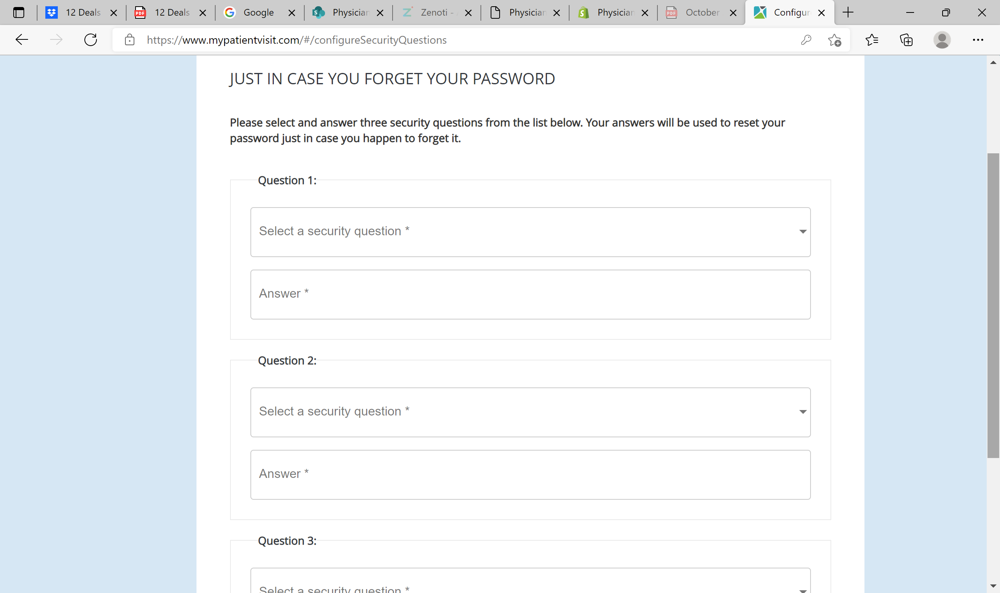 12 Deals
PDF
12 Deals
Google
S
Physician
Z
Zenoti -
Physician
S
Physician
PDF
October
Configur
https://www.mypatientvisit.com/#/configureSecurityQuestions
JUST IN CASE YOU FORGET YOUR PASSWORD
Please select and answer three security questions from the list below. Your answers will be used to reset your
password just in case you happen to forget it.
Question 1:
Select a security question *
Answer *
Question 2:
Select a security question *
Answer *
Question 3:
Select a security question *